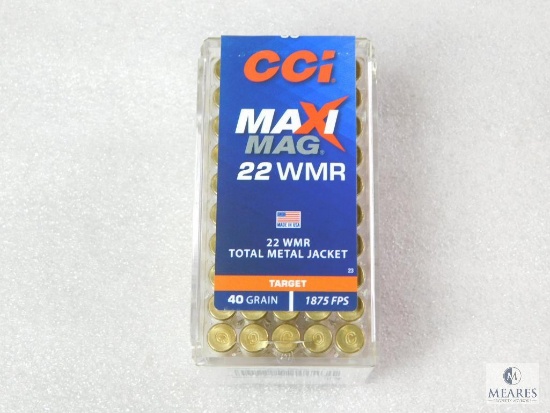 CCi
MAXI
MAG®
22 WMR
MADE IN USA
22 WMR
TOTAL METAL JACKET
23
TARGET
40 GRAIN 1875 FPS
MEARES